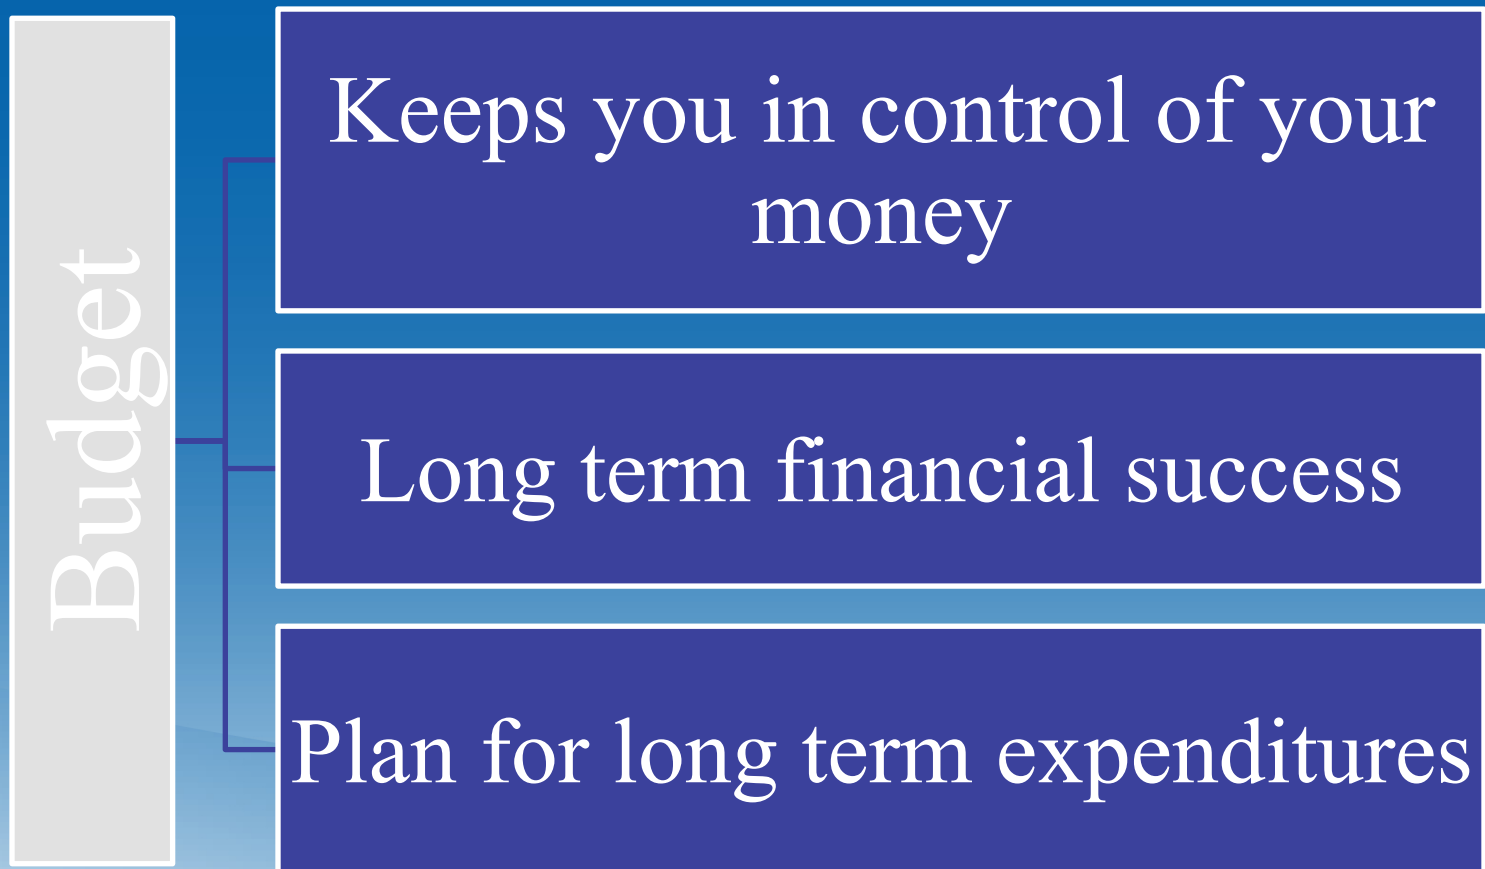 Budget
Keeps you in control of your
money
Long term financial success
Plan for long term expenditures